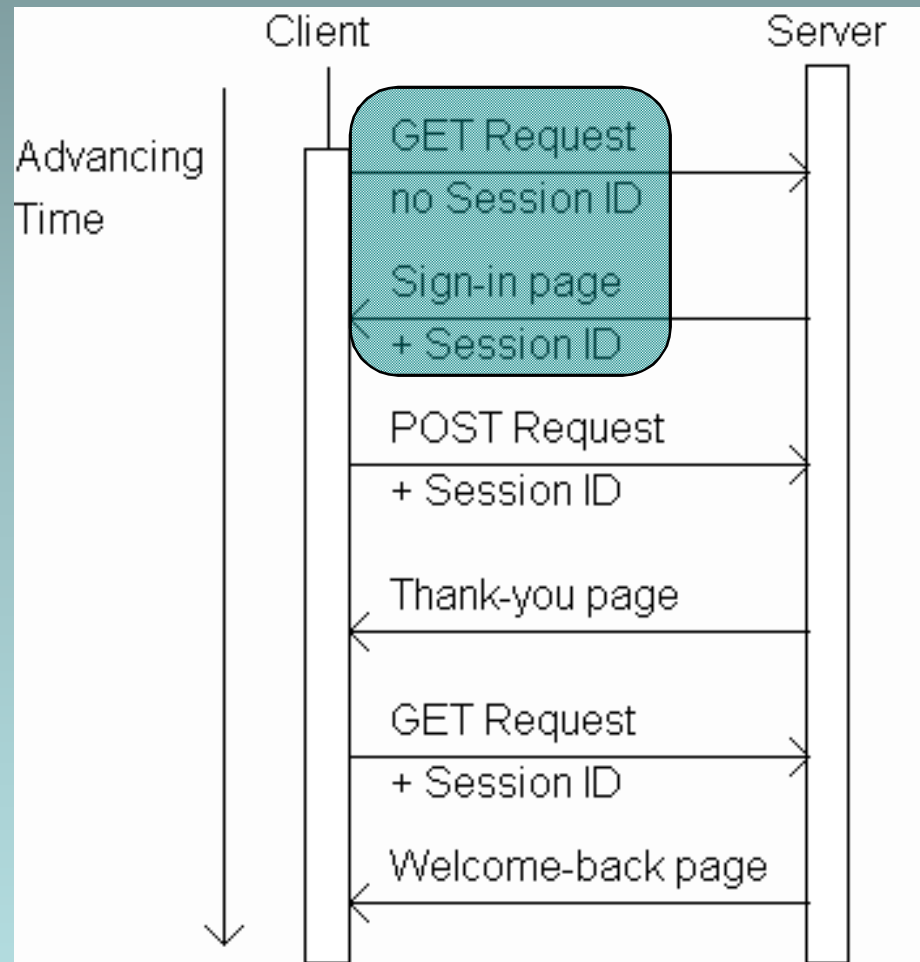 Client
Server
Advancing
Time
GET Request
no Session ID
Sign-in page
+ Session ID
POST Request
+ Session ID
Thank-you page
GET Request
+ Session ID
Welcome-back page